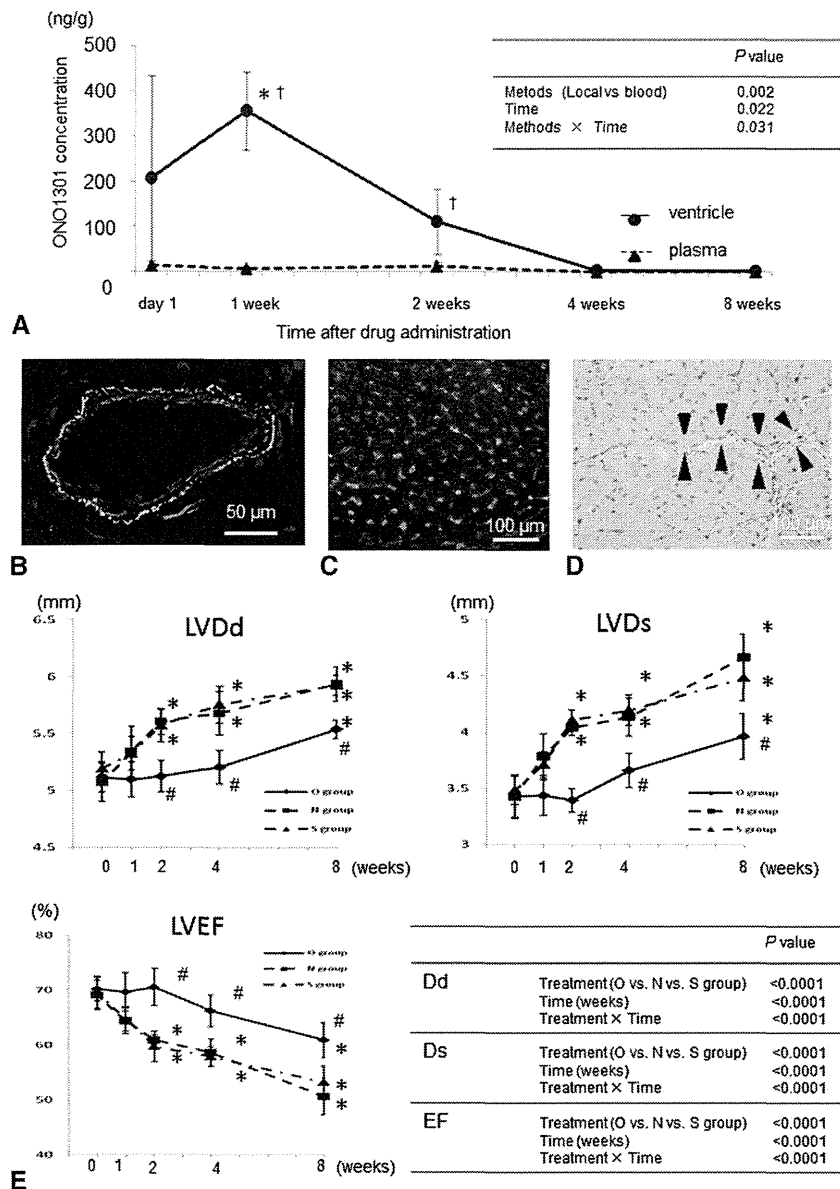 (ng/g)
500
400
300
200
100
0
ONO1301 concentration
* †
†
P value
Metods (Local vs blood) 0.002
Time 0.022
Methods × Time 0.031
ventricle
plasma
day 1 1 week 2 weeks 4 weeks 8 weeks
A
Time after drug administration
50 µm
100 µm
100 µm
B
C
D
(mm)
LVDd
6.5
6
5.5
5
4.5
* * * * * * *
# # #
O group
N group
S group
0 1 2 4 8 (weeks)
(mm)
LVDs
5
4.5
4
3.5
3
* * * * * * *
# # #
O group
N group
S group
0 1 2 4 8 (weeks)
(%)
LVEF
80
70
60
50
40
# # #
* * * * * * *
O group
N group
S group
0 1 2 4 8 (weeks)
E
P value
Dd Treatment (O vs. N vs. S group) <0.0001
Time (weeks) <0.0001
Treatment × Time <0.0001
Ds Treatment (O vs. N vs. S group) <0.0001
Time (weeks) <0.0001
Treatment × Time <0.0001
EF Treatment (O vs. N vs. S group) <0.0001
Time (weeks) <0.0001
Treatment × Time <0.0001